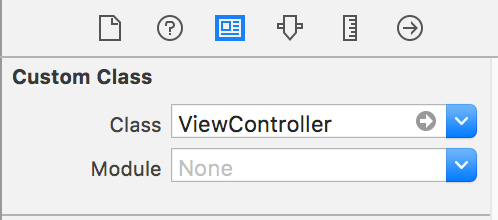 Custom Class
Class ViewController
Module None